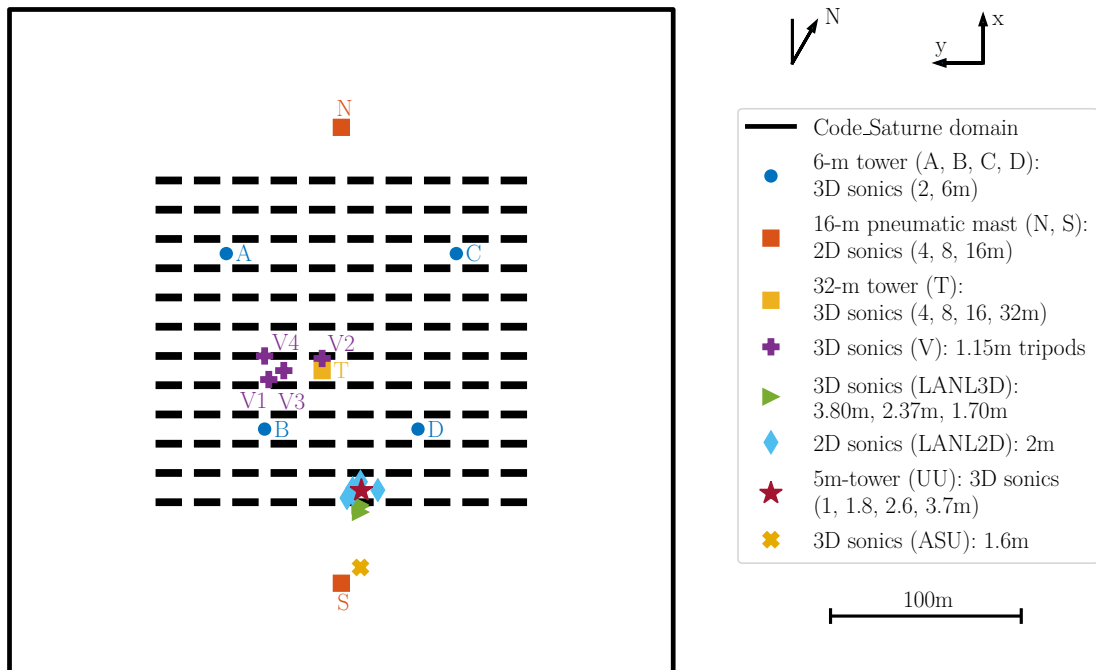 N
x
y
N
A
C
V4
V2
T
V1
V3
B
D
S
Code_Saturne domain
6-m tower (A, B, C, D):
3D sonics (2, 6m)
16-m pneumatic mast (N, S):
2D sonics (4, 8, 16m)
32-m tower (T):
3D sonics (4, 8, 16, 32m)
3D sonics (V): 1.15m tripods
3D sonics (LANL3D):
3.80m, 2.37m, 1.70m
2D sonics (LANL2D): 2m
5m-tower (UU): 3D sonics
(1, 1.8, 2.6, 3.7m)
3D sonics (ASU): 1.6m
100m